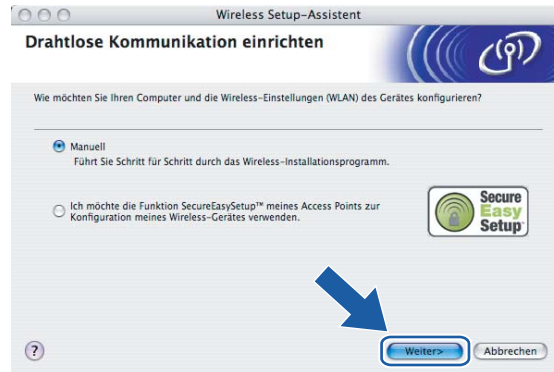 Wireless Setup-Assistent
Drahtlose Kommunikation einrichten
Wie möchten Sie Ihren Computer und die Wireless-Einstellungen (WLAN) des Gerätes konfigurieren?
Manuell
Führt Sie Schritt für Schritt durch das Wireless-Installationsprogramm.
Ich möchte die Funktion SecureEasySetup™ meines Access Points zur
Konfiguration meines Wireless-Gerätes verwenden.
Secure
Easy
Setup™
?
Weiter>
Abbrechen